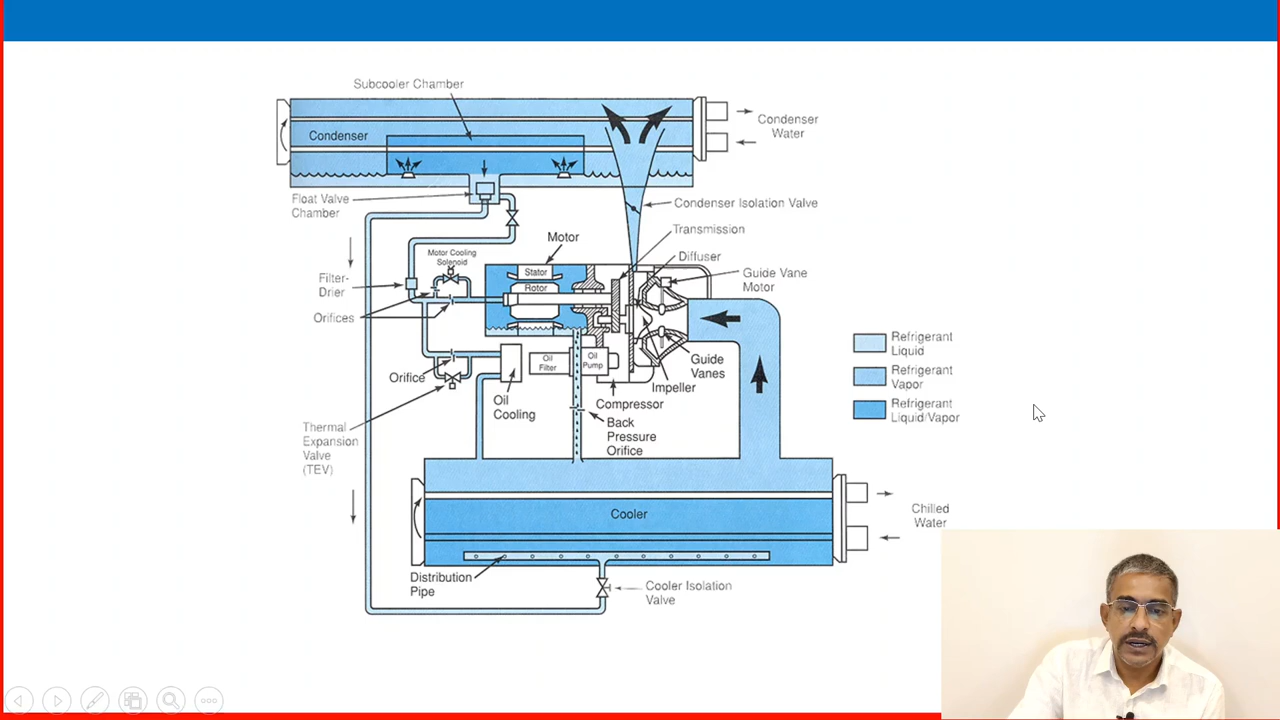 Subcooler Chamber
Condenser
Condenser
Water
Float Valve
Chamber
Condenser Isolation Valve
Transmission
Motor
Motor Cooling
Solenoid
Diffuser
Stator
Guide Vane
Motor
Filter-
Drier
Rotor
Orifices
Refrigerant
Liquid
Refrigerant
Vapor
Refrigerant
Liquid/Vapor
Oil
Filter
Oil
Pump
Guide
Vanes
Orifice
Impeller
Oil
Cooling
Compressor
Back
Pressure
Orifice
Thermal
Expansion
Valve
(TEV)
Cooler
Chilled
Water
Distribution
Pipe
Cooler Isolation
Valve